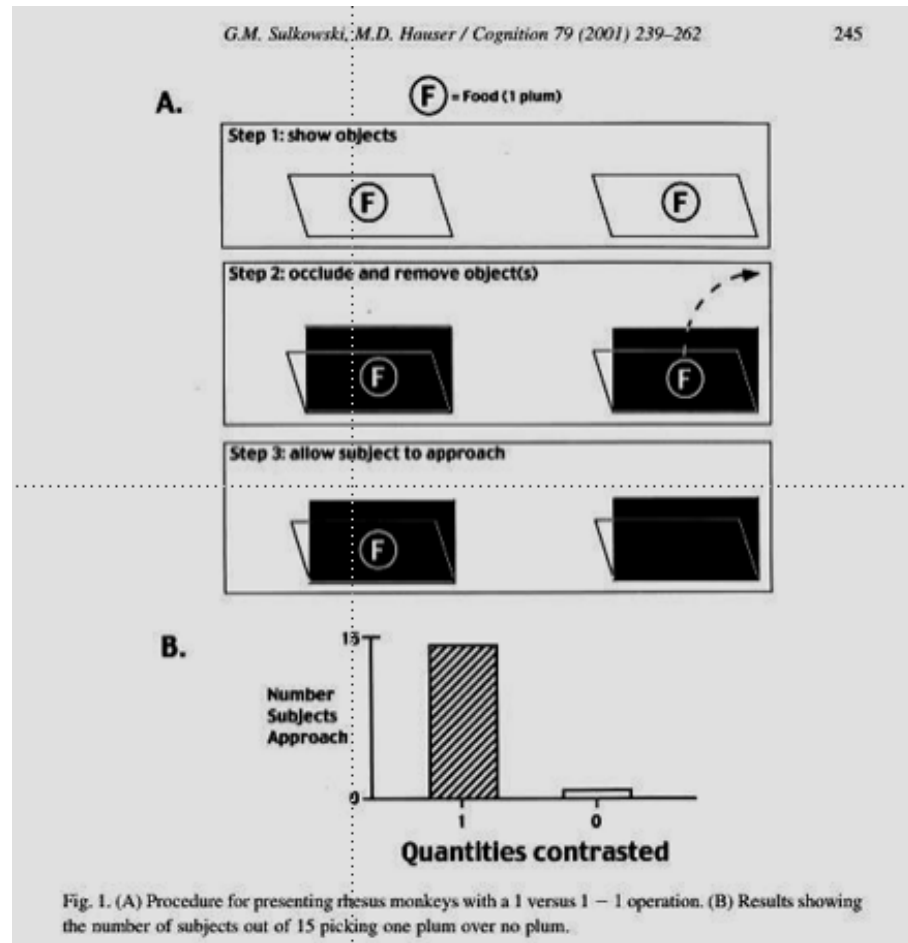 G.M. Sulkowski, M.D. Hauser / Cognition 79 (2001) 239–262 245
A.
F = Food (1 plum)
Step 1: show objects
F F
Step 2: occlude and remove object(s)
F F
Step 3: allow subject to approach
F
B.
15
Number
Subjects
Approach
0
1 0
Quantities contrasted
Fig. 1. (A) Procedure for presenting rhesus monkeys with a 1 versus 1 − 1 operation. (B) Results showing
the number of subjects out of 15 picking one plum over no plum.